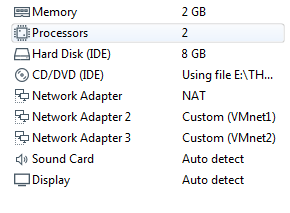 Memory 2 GB
Processors 2
Hard Disk (IDE) 8 GB
CD/DVD (IDE) Using file E:\TH...
Network Adapter NAT
Network Adapter 2 Custom (VMnet1)
Network Adapter 3 Custom (VMnet2)
Sound Card Auto detect
Display Auto detect